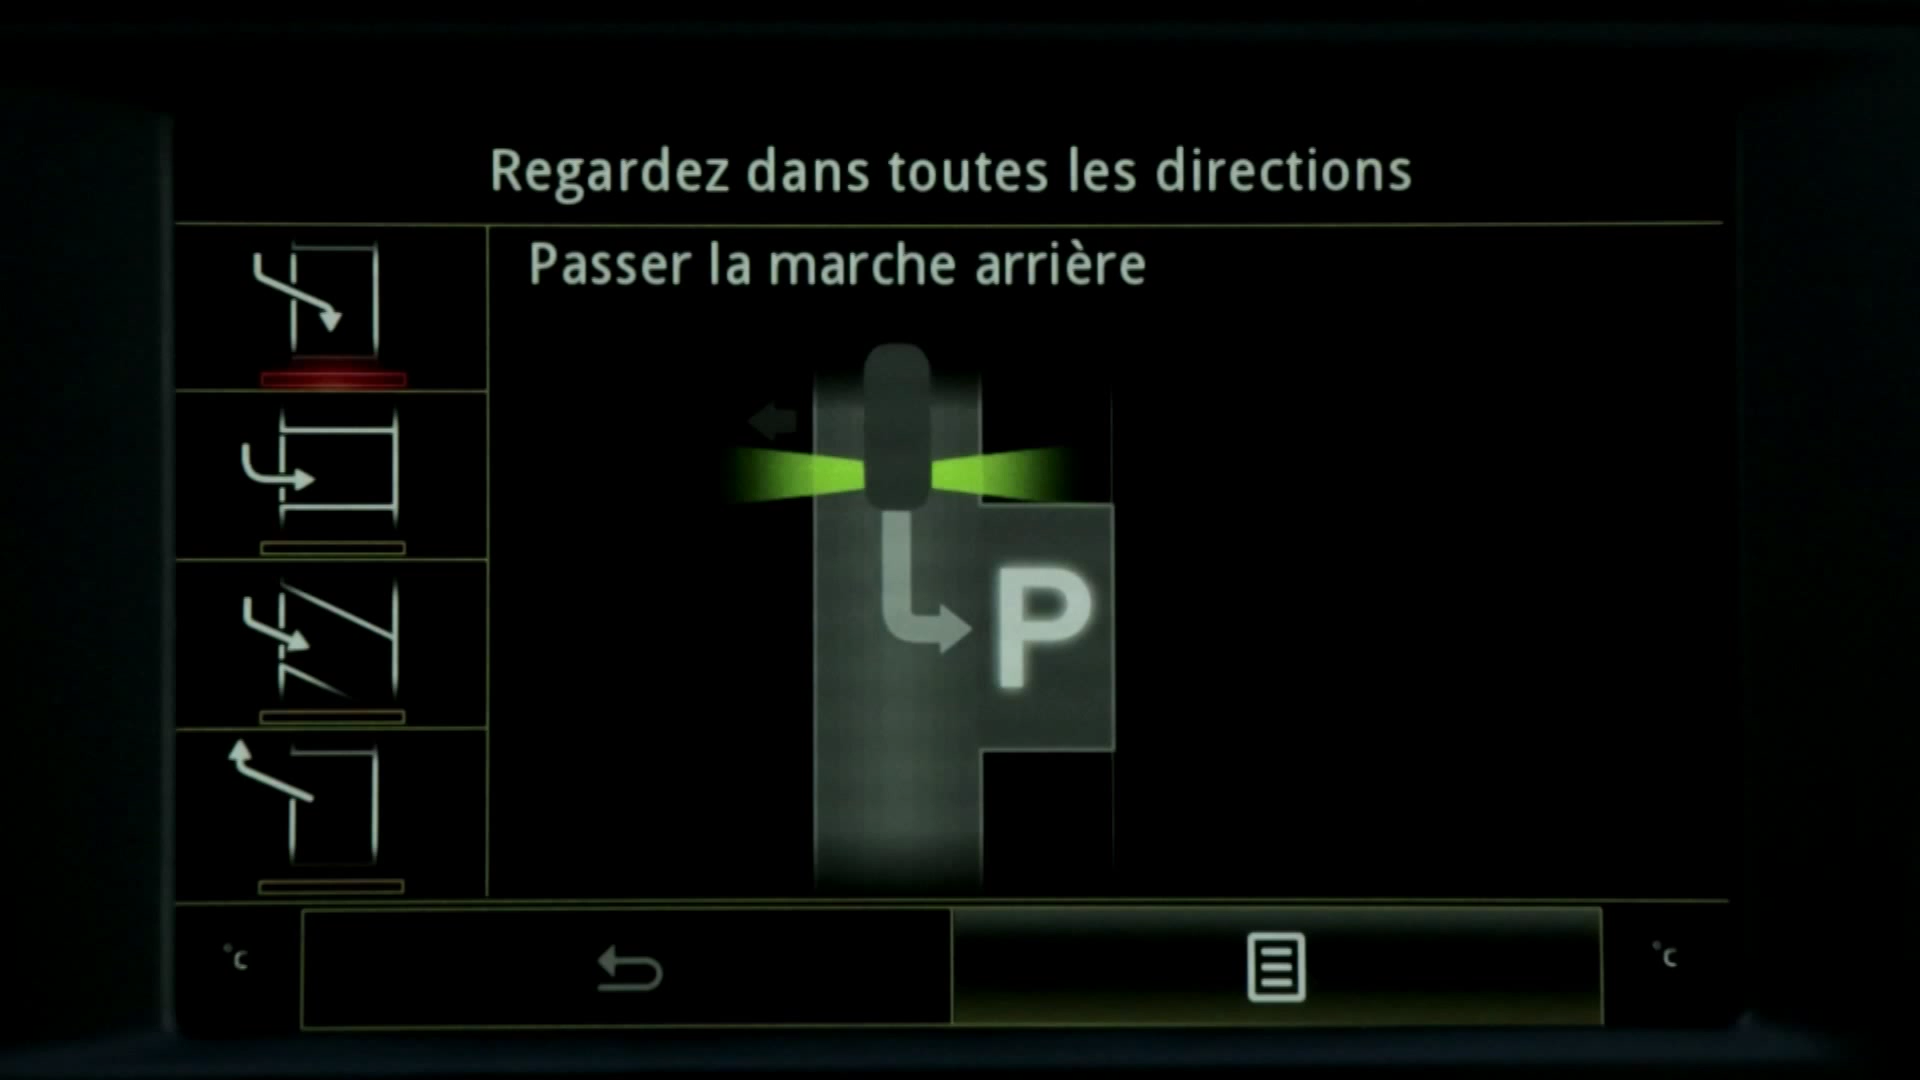 Regardez dans toutes les directions
Passer la marche arrière
P
°c
°c